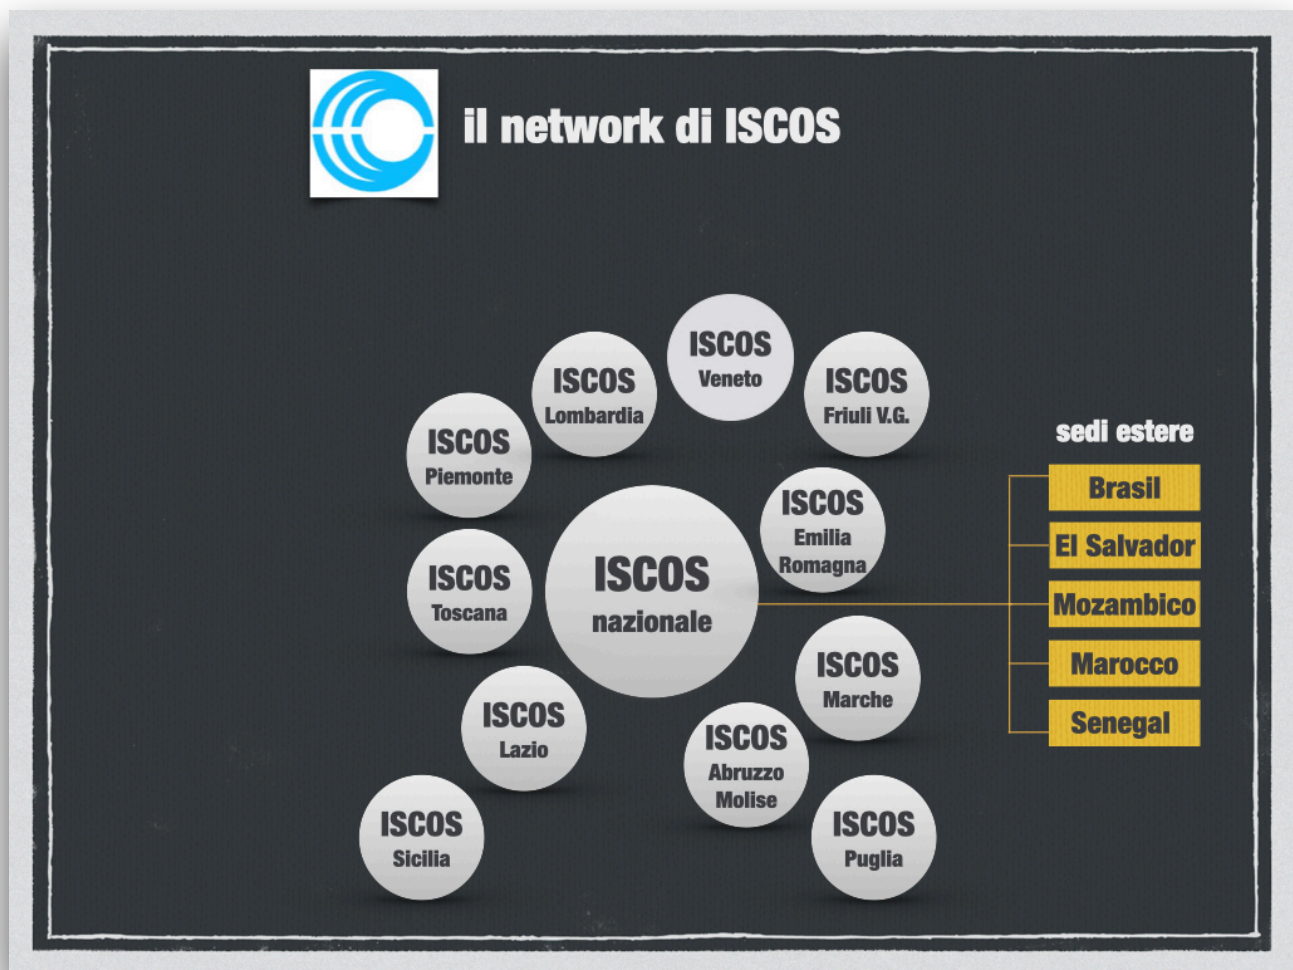 il network di ISCOS
ISCOS
Veneto
ISCOS
Lombardia
ISCOS
Friuli V.G.
ISCOS
Piemonte
ISCOS
Emilia
Romagna
ISCOS
nazionale
ISCOS
Toscana
ISCOS
Marche
ISCOS
Lazio
ISCOS
Abruzzo
Molise
ISCOS
Sicilia
ISCOS
Puglia
sedi estere
Brasil
El Salvador
Mozambico
Marocco
Senegal